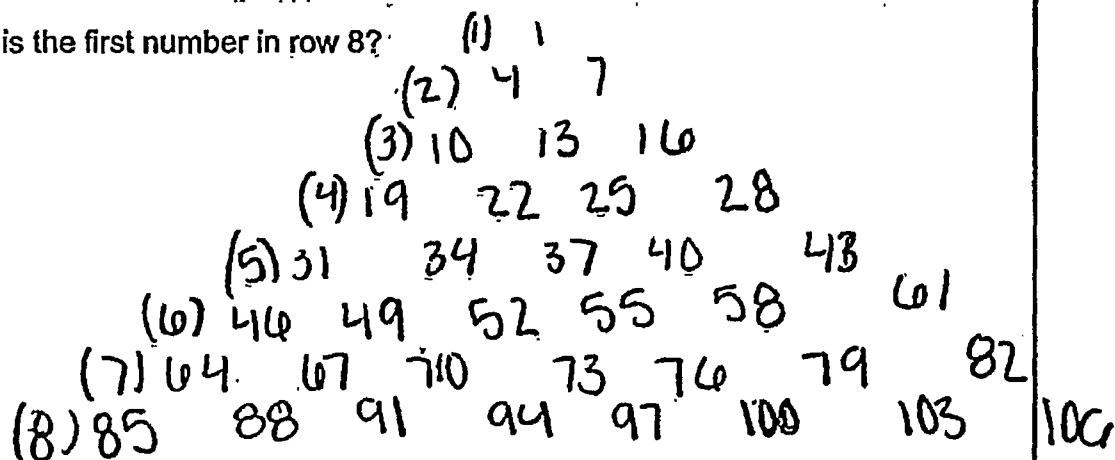 is the first number in row 8? (1) 1
(2) 4 7
(3) 10 13 16
(4) 19 22 25 28
(5) 31 34 37 40 43
(6) 46 49 52 55 58 61
(7) 64 67 70 73 76 79 82
(8) 85 88 91 94 97 100 103 106